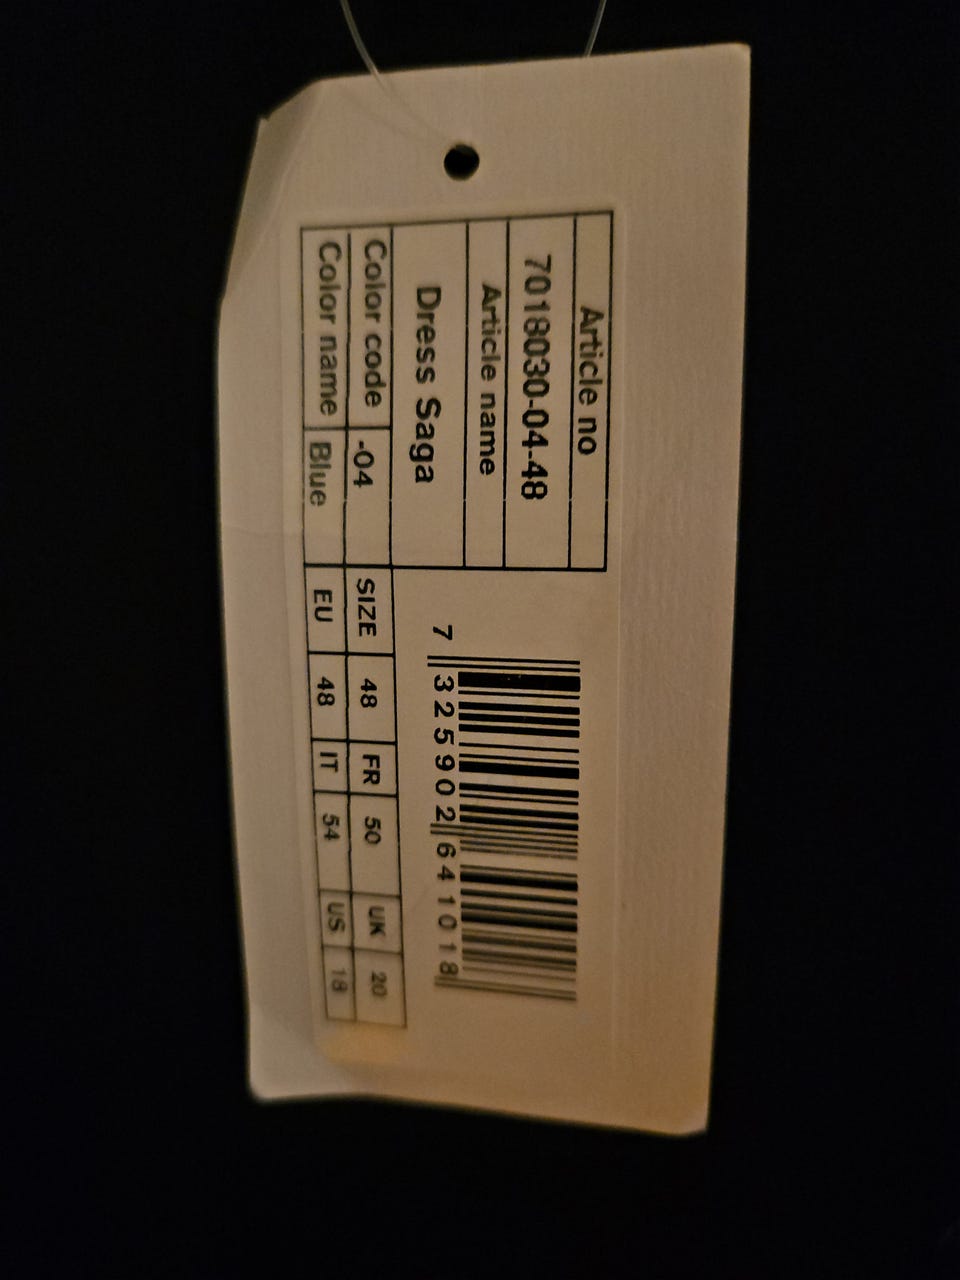 Article no
7018030-04-48
Article name
Dress Saga
Color code -04 SIZE 48 FR 50 UK 20
Color name Blue EU 48 IT 54 US 18
7 325902 641018